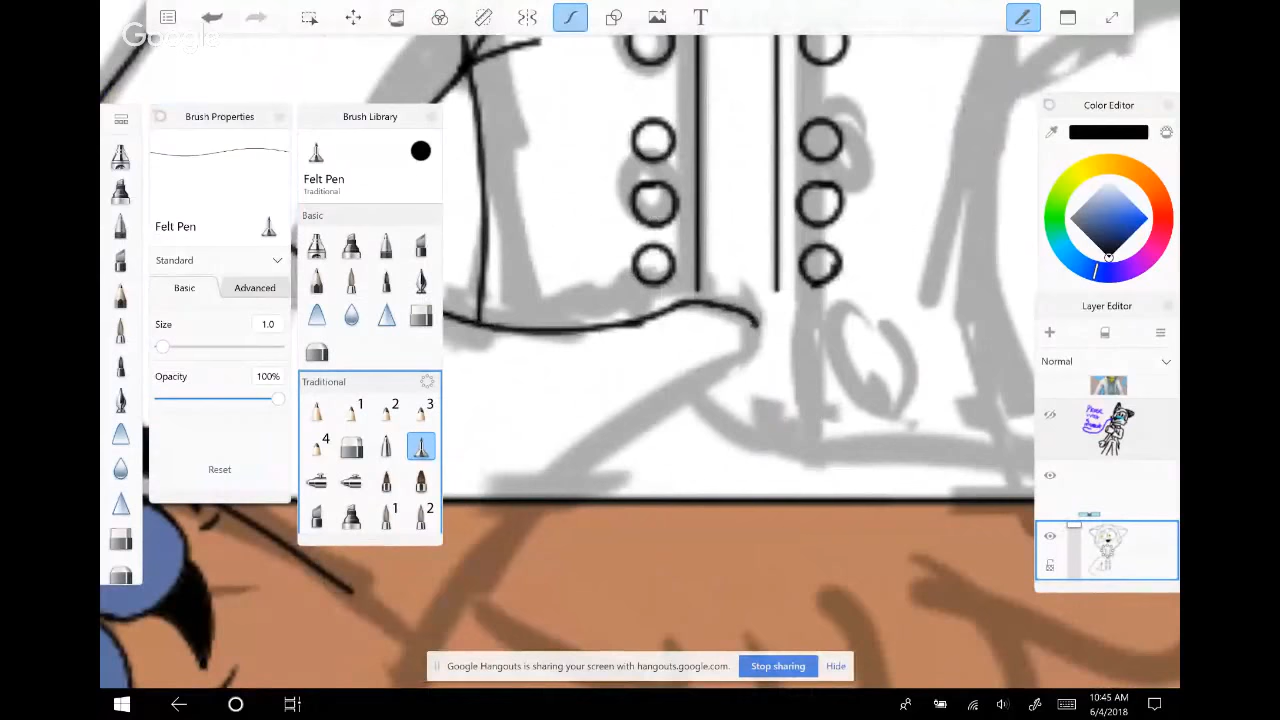 Google
T
Brush Properties
Felt Pen
Standard
Basic
Advanced
Size
1.0
Opacity
100%
Reset
Brush Library
Felt Pen
Traditional
Basic
Traditional
1
2
3
4
1
2
Color Editor
Layer Editor
Normal
Google Hangouts is sharing your screen with hangouts.google.com.
Stop sharing
Hide
10:45 AM
6/4/2018